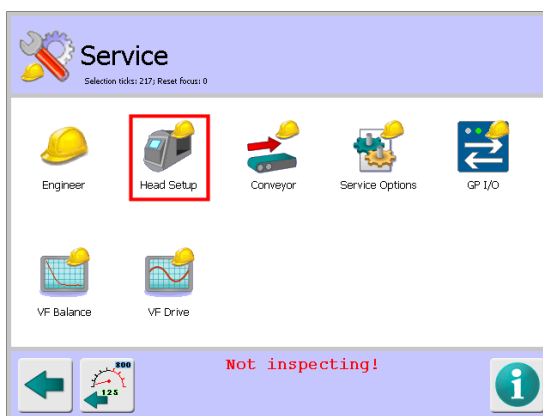 Service
Selection ticks: 217; Reset focus: 0
Engineer
Head Setup
Conveyor
Service Options
GP I/O
VF Balance
VF Drive
800
125
Not inspecting!
i